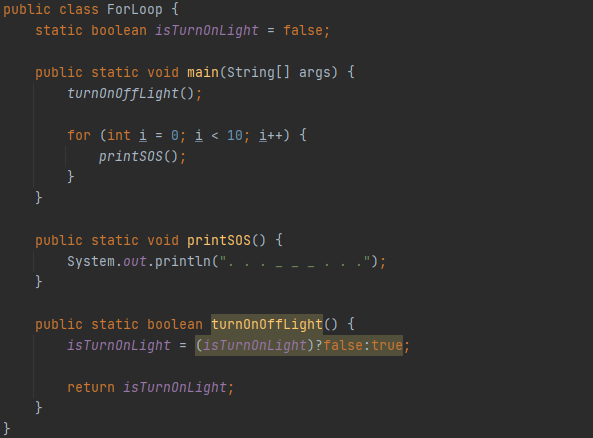 public class ForLoop {
    static boolean isTurnOnLight = false;

    public static void main(String[] args) {
        turnOnOffLight();

        for (int i = 0; i < 10; i++) {
            printSOS();
        }
    }

    public static void printSOS() {
        System.out.println(". . . _ _ _ . . .");
    }

    public static boolean turnOnOffLight() {
        isTurnOnLight = (isTurnOnLight)?false:true;

        return isTurnOnLight;
    }
}